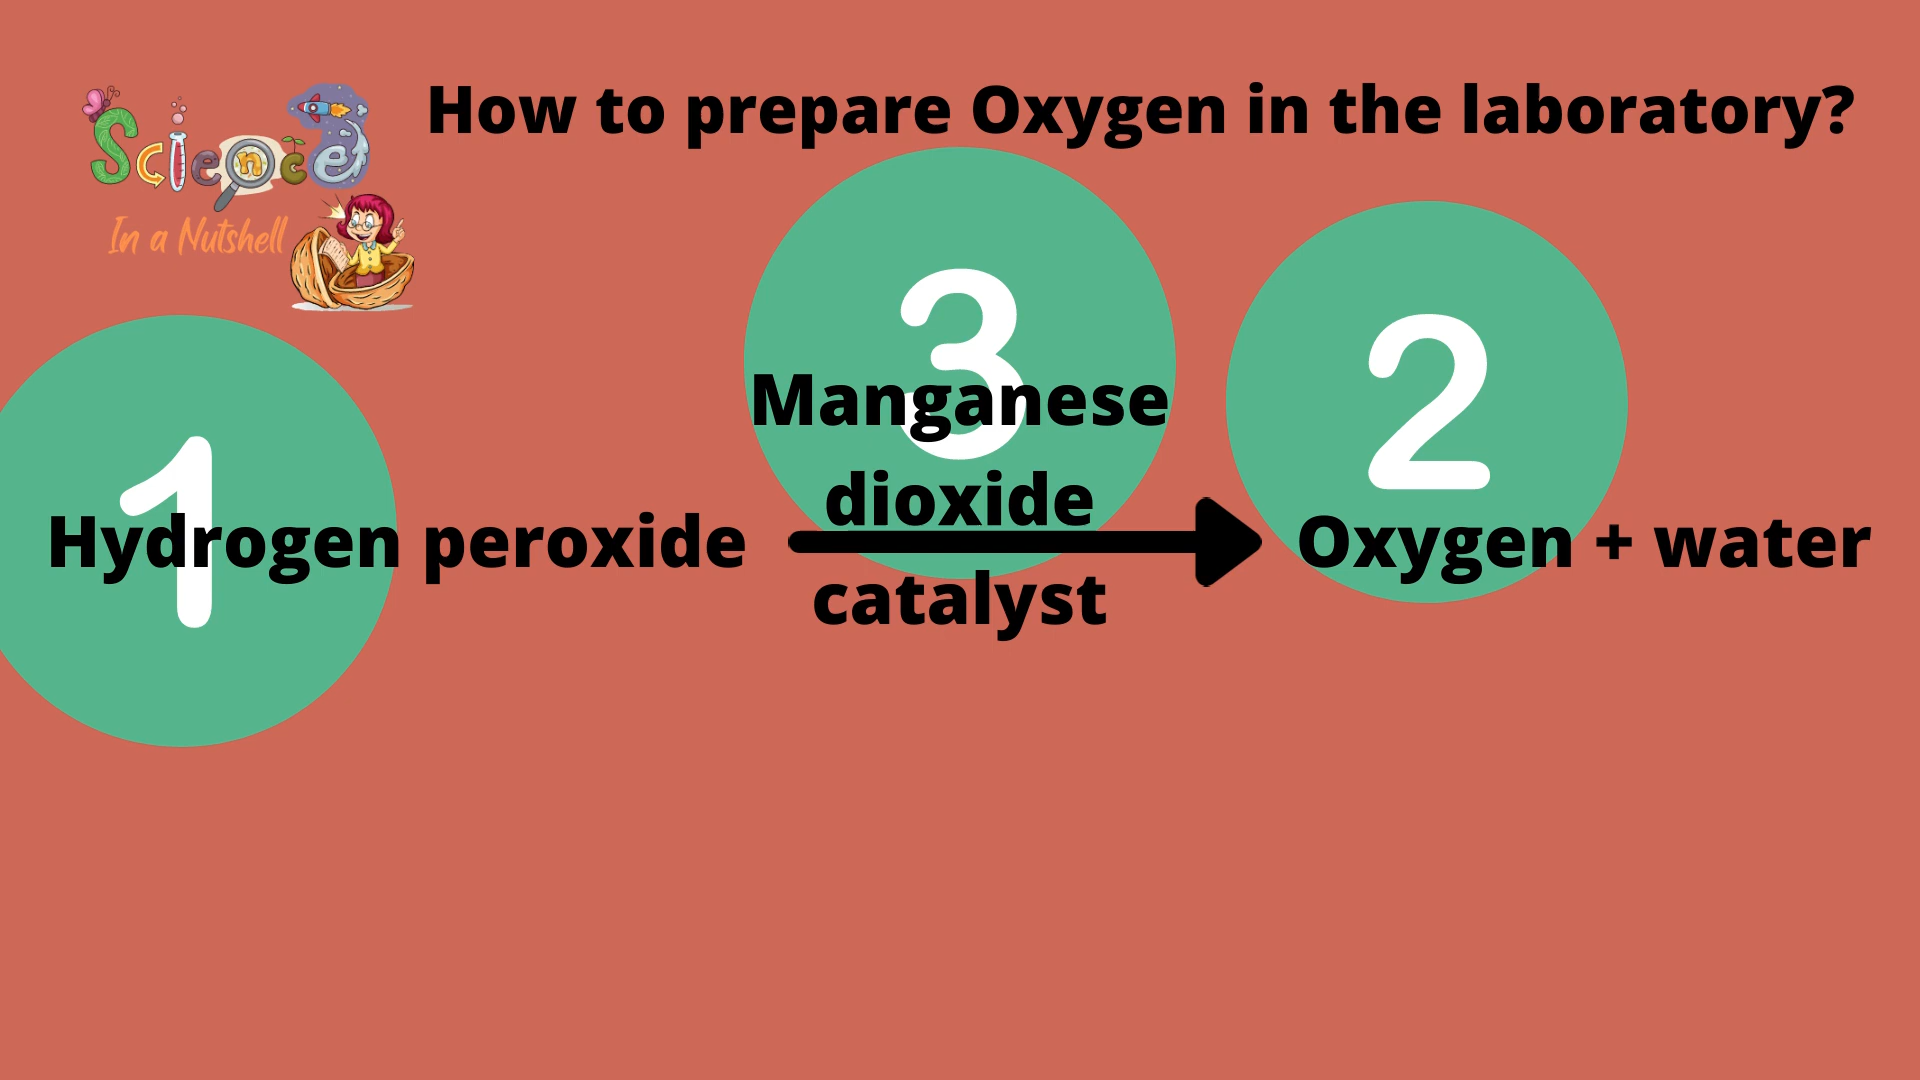 How to prepare Oxygen in the laboratory?
Science
In a Nutshell
1
3
2
Hydrogen peroxide
Manganese
dioxide
catalyst
Oxygen + water